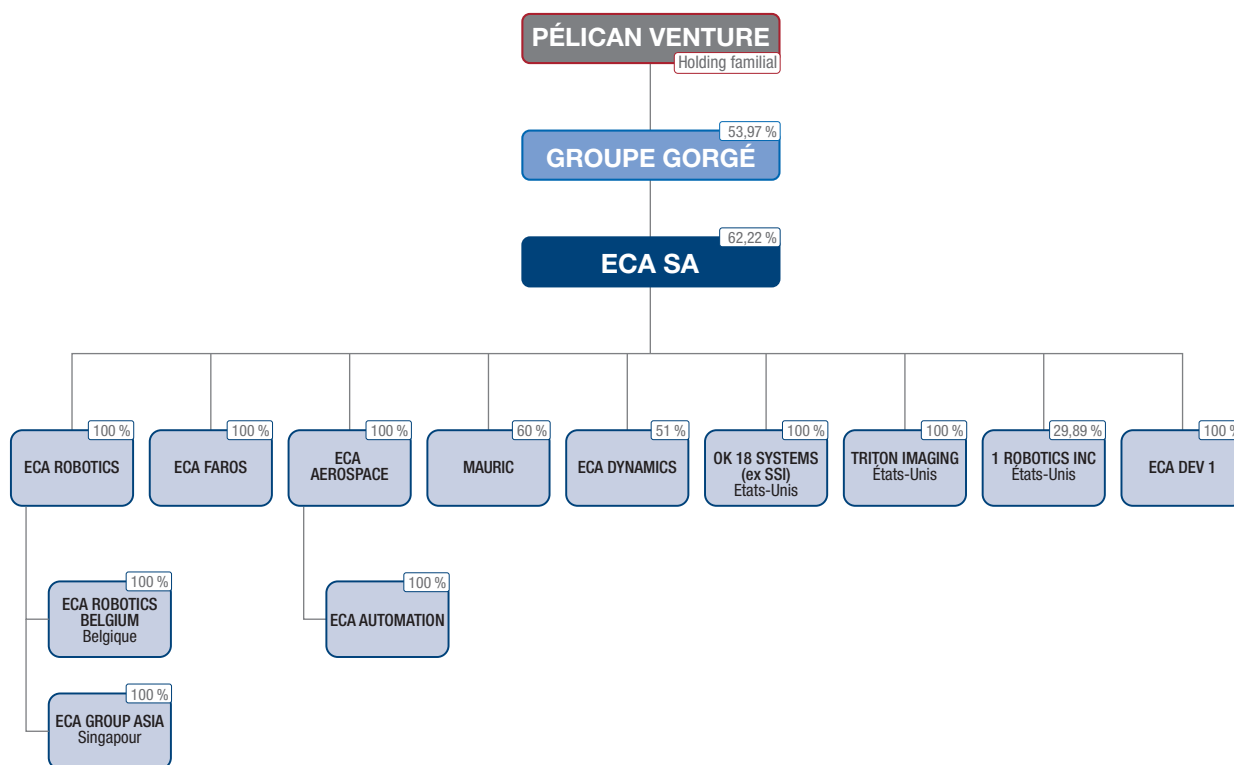 PÉLICAN VENTURE
Holding familial
53,97 %
GROUPE GORGÉ
62,22 %
ECA SA
100 %
ECA ROBOTICS
100 %
ECA FAROS
100 %
ECA
AEROSPACE
60 %
MAURIC
51 %
ECA DYNAMICS
100 %
OK 18 SYSTEMS
(ex SSI)
Etats-Unis
100 %
TRITON IMAGING
États-Unis
29,89 %
1 ROBOTICS INC
États-Unis
100 %
ECA DEV 1
100 %
ECA ROBOTICS
BELGIUM
Belgique
100 %
ECA AUTOMATION
100 %
ECA GROUP ASIA
Singapour